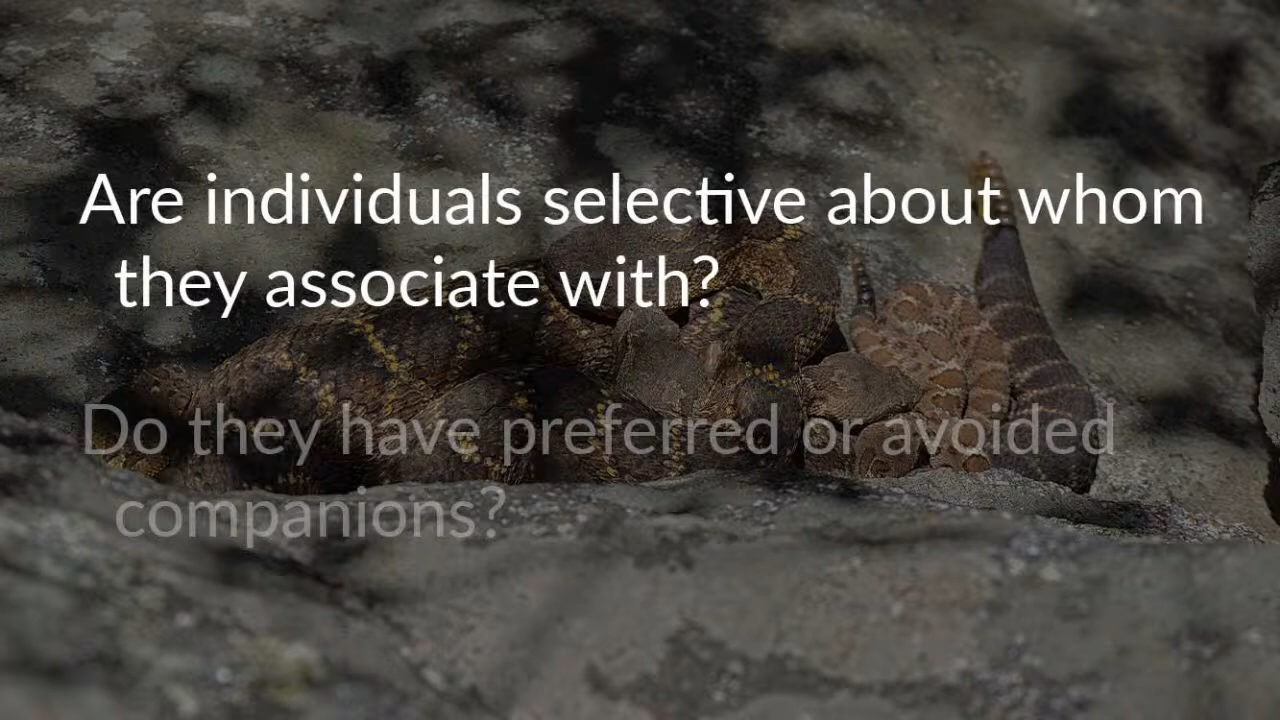 Are individuals selective about whom
they associate with?
Do they have preferred or avoided
companions?